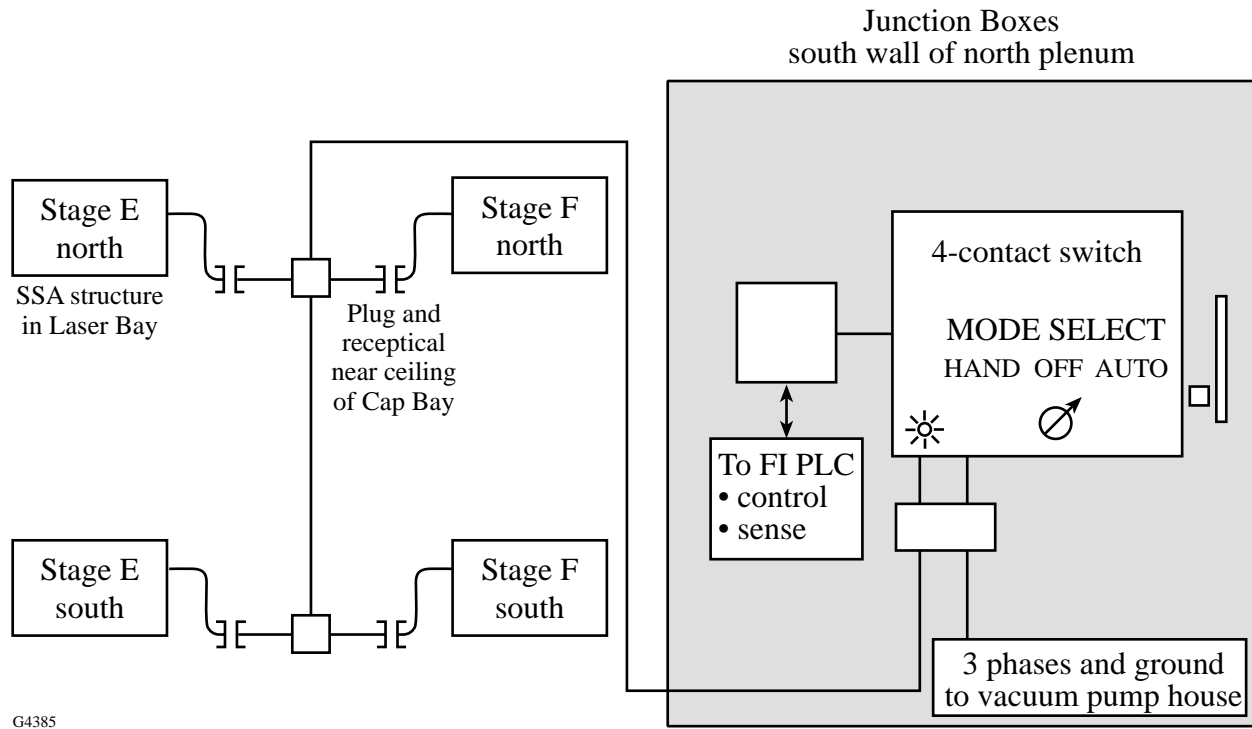 Junction Boxes
south wall of north plenum
Stage E
north
SSA structure
in Laser Bay
Stage F
north
Plug and
receptical
near ceiling
of Cap Bay
4-contact switch
MODE SELECT
HAND OFF AUTO
To FI PLC
• control
• sense
Stage E
south
Stage F
south
3 phases and ground
to vacuum pump house
G4385